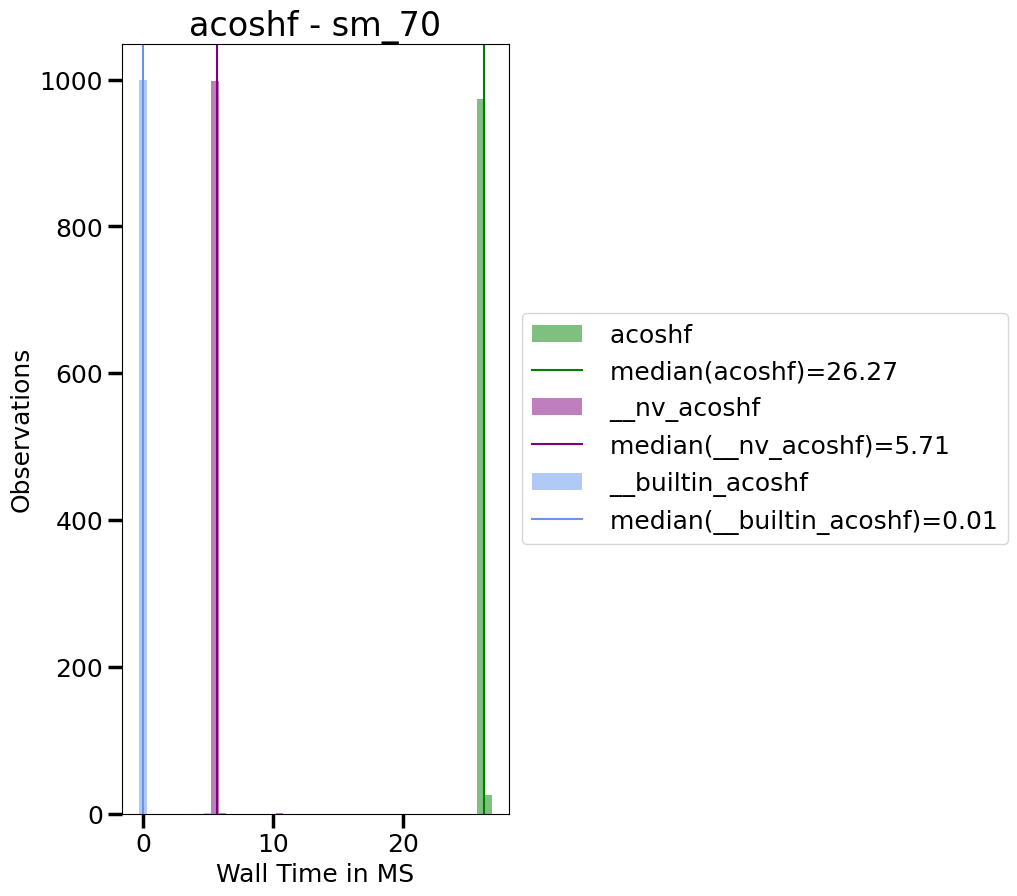 acoshf - sm_70
1000
800
600
400
200
0
Observations
0 10 20
Wall Time in MS
acoshf
median(acoshf)=26.27
__nv_acoshf
median(__nv_acoshf)=5.71
__builtin_acoshf
median(__builtin_acoshf)=0.01